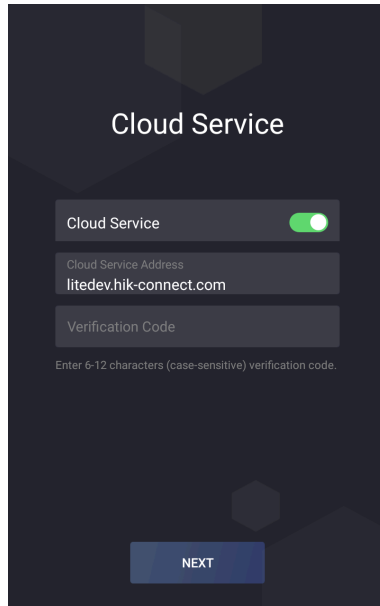 Cloud Service
Cloud Service
Cloud Service Address
litedev.hik-connect.com
Verification Code
Enter 6-12 characters (case-sensitive) verification code.
NEXT